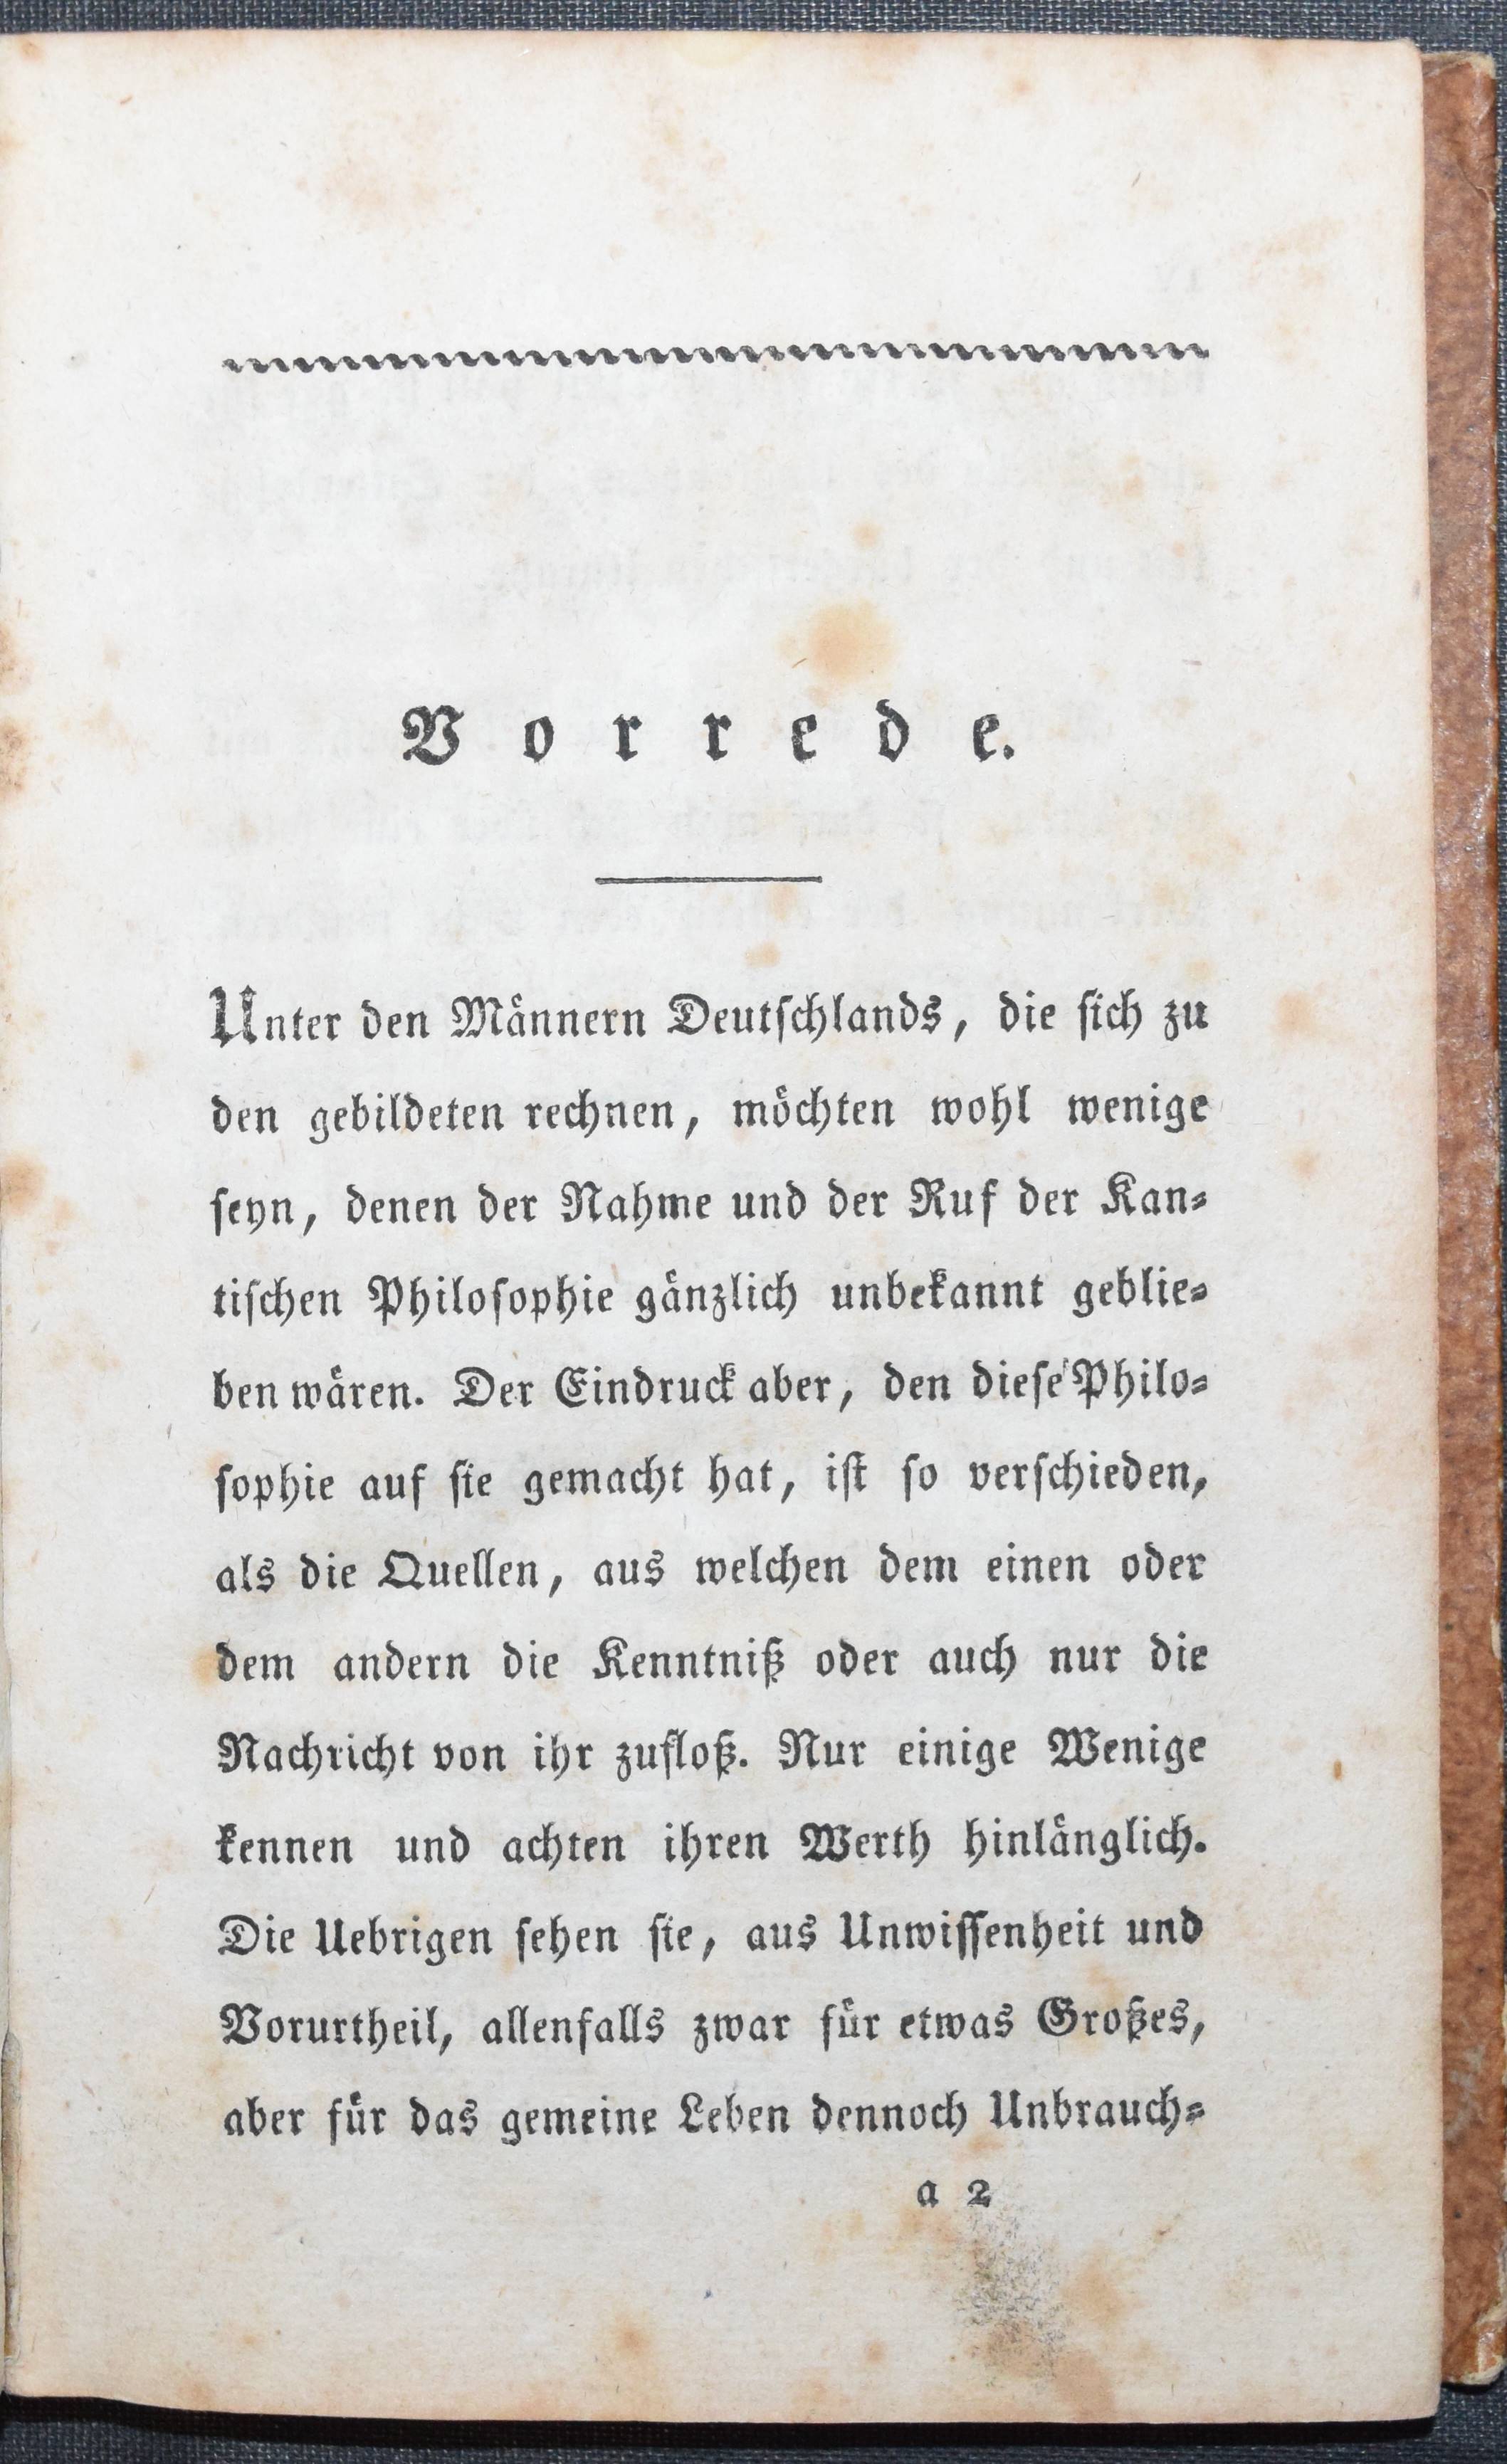 Vorrede.
Unter den Männern Deutschlands, die sich zu
den gebildeten rechnen, möchten wohl wenige
seyn, denen der Nahme und der Ruf der Kan-
tischen Philosophie gänzlich unbekannt geblie-
ben wären. Der Eindruck aber, den diese Philo-
sophie auf sie gemacht hat, ist so verschieden,
als die Quellen, aus welchen dem einen oder
dem andern die Kenntniß oder auch nur die
Nachricht von ihr zufloß. Nur einige Wenige
kennen und achten ihren Werth hinlänglich.
Die Uebrigen sehen sie, aus Unwissenheit und
Vorurtheil, allenfalls zwar für etwas Großes,
aber für das gemeine Leben dennoch Unbrauch-
a 2